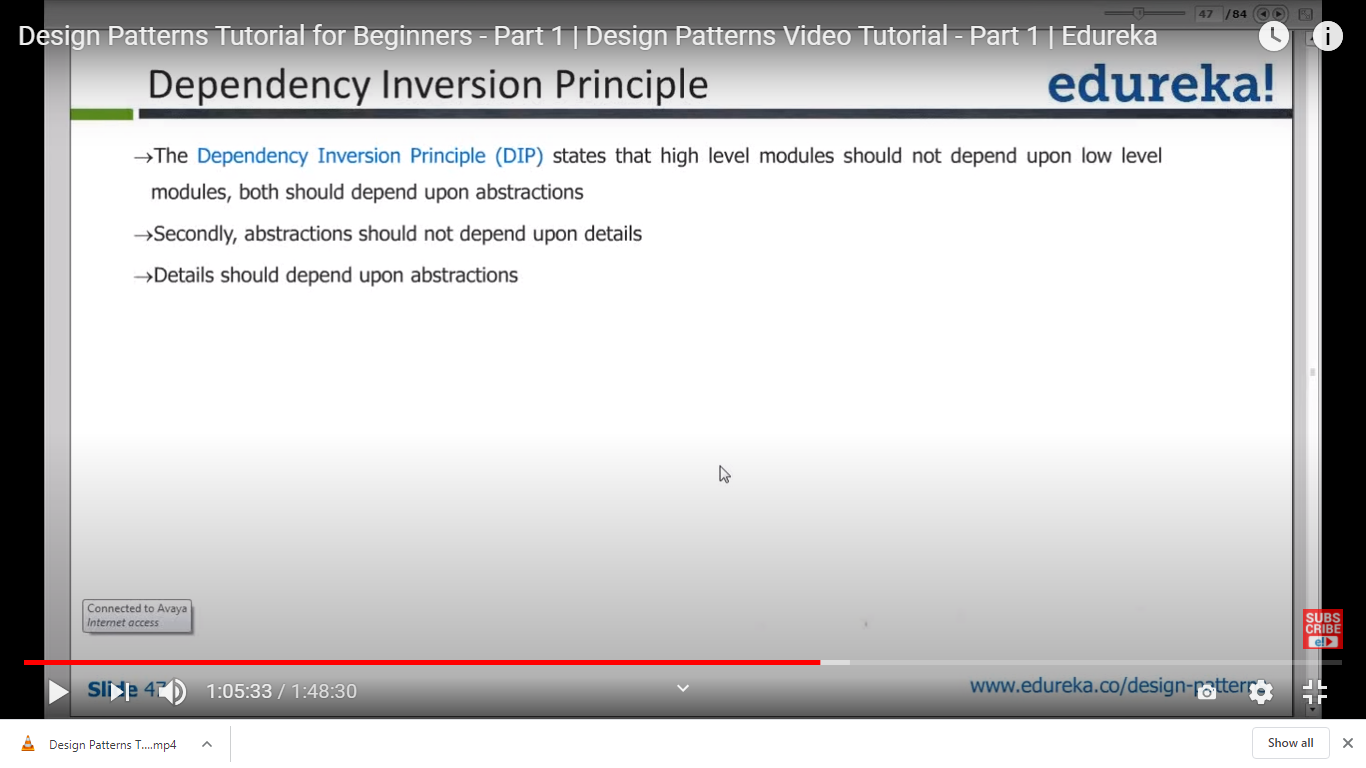 47 /84
Design Patterns Tutorial for Beginners - Part 1 | Design Patterns Video Tutorial - Part 1 | Edureka
Dependency Inversion Principle
edureka!
→The Dependency Inversion Principle (DIP) states that high level modules should not depend upon low level
modules, both should depend upon abstractions
→Secondly, abstractions should not depend upon details
→Details should depend upon abstractions
Connected to Avaya
Internet access
SUBS
CRIBE
e!
Slide 47
1:05:33 / 1:48:30
www.edureka.co/design-pattern
Design Patterns T....mp4
Show all